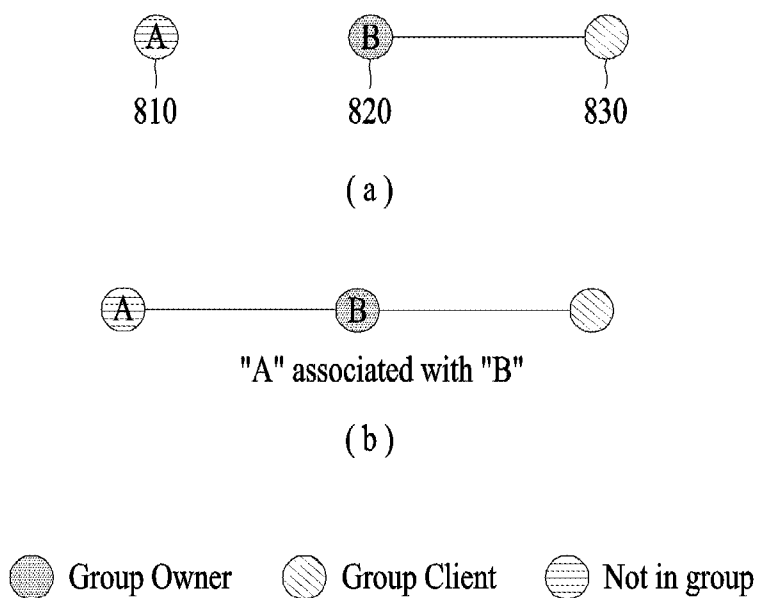 A B
810 820 830
( a )
A B
"A" associated with "B"
( b )
Group Owner Group Client Not in group